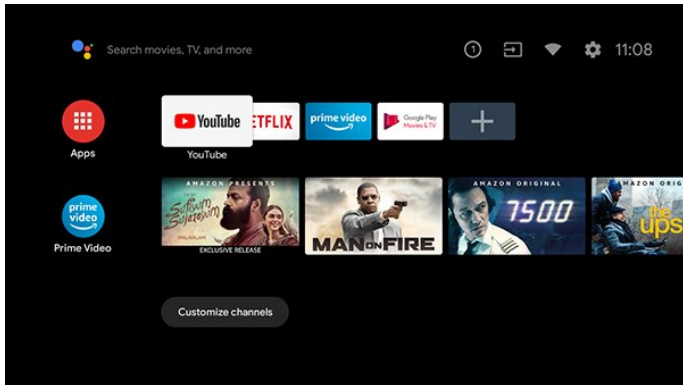 Search movies, TV, and more
1
11:08
Apps
YouTube
ETFLIX
prime video
Google Play
Movies & TV
YouTube
prime
video
Prime Video
AMAZON PRESENTS
Sufiyum
Sujatayum
EXCLUSIVE RELEASE
MAN ON FIRE
AMAZON ORIGINAL
7500
AMAZON ORIG
the
ups
Customize channels